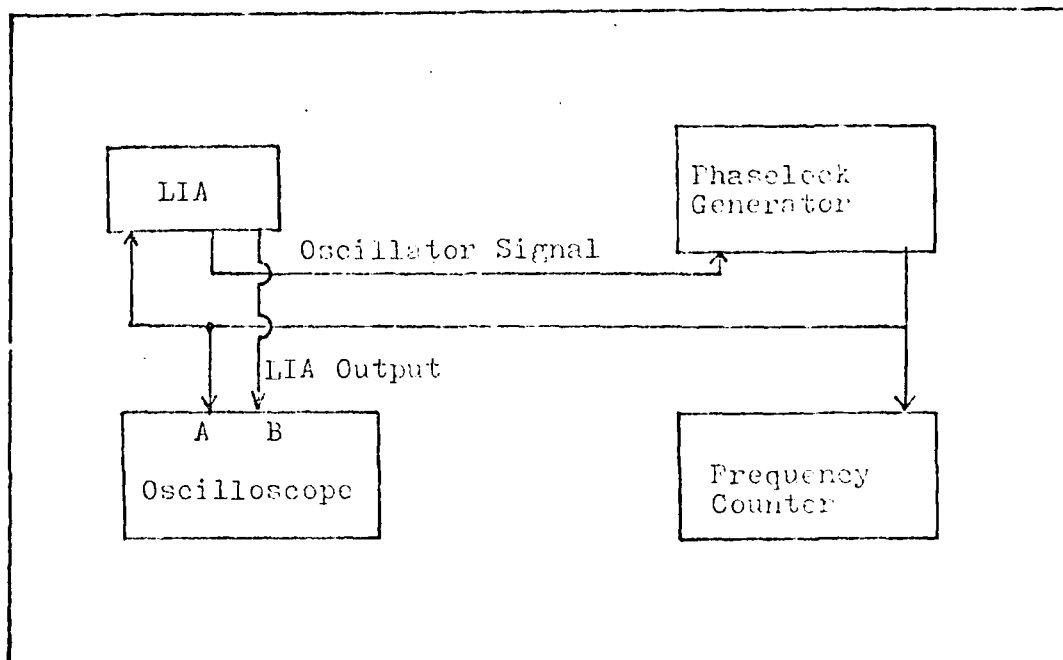 LIA
Phaselock
Generator
Oscillator Signal
LIA Output
A B
Oscilloscope
Frequency
Counter